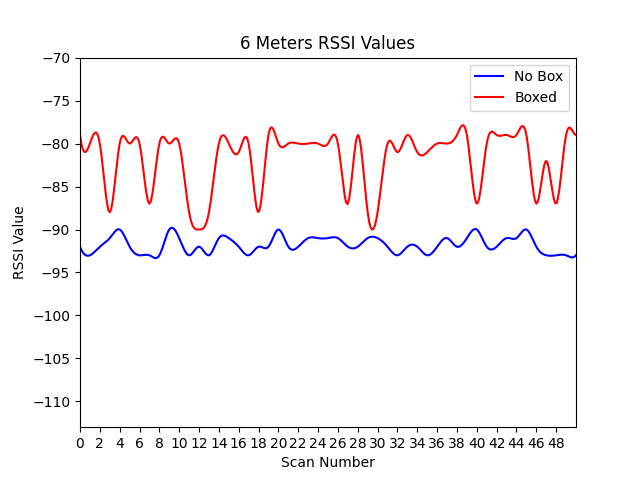 6 Meters RSSI Values
No Box
Boxed
RSSI Value
−70
−75
−80
−85
−90
−95
−100
−105
−110
0 2 4 6 8 10 12 14 16 18 20 22 24 26 28 30 32 34 36 38 40 42 44 46 48
Scan Number